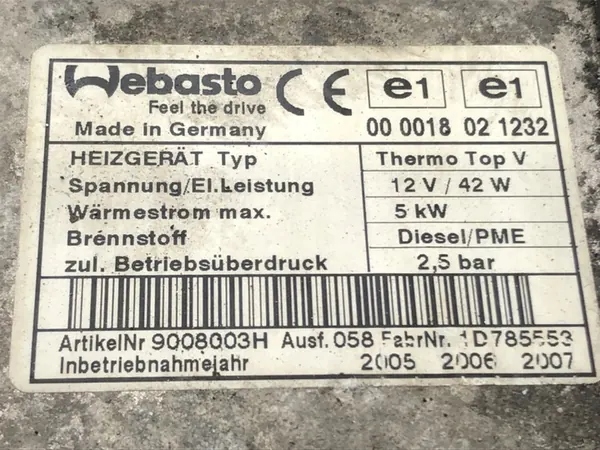 Webasto CE e1 e1
Feel the drive
Made in Germany 00 0018 02 1232
HEIZGERÄT Typ Thermo Top V
Spannung/El.Leistung 12 V / 42 W
Wärmestrom max. 5 kW
Brennstoff Diesel/PME
zul. Betriebsüberdruck 2,5 bar
ArtikelNr 9008003H Ausf. 058 FabrNr. 1D785553
Inbetriebnahmejahr 2005 2006 2007